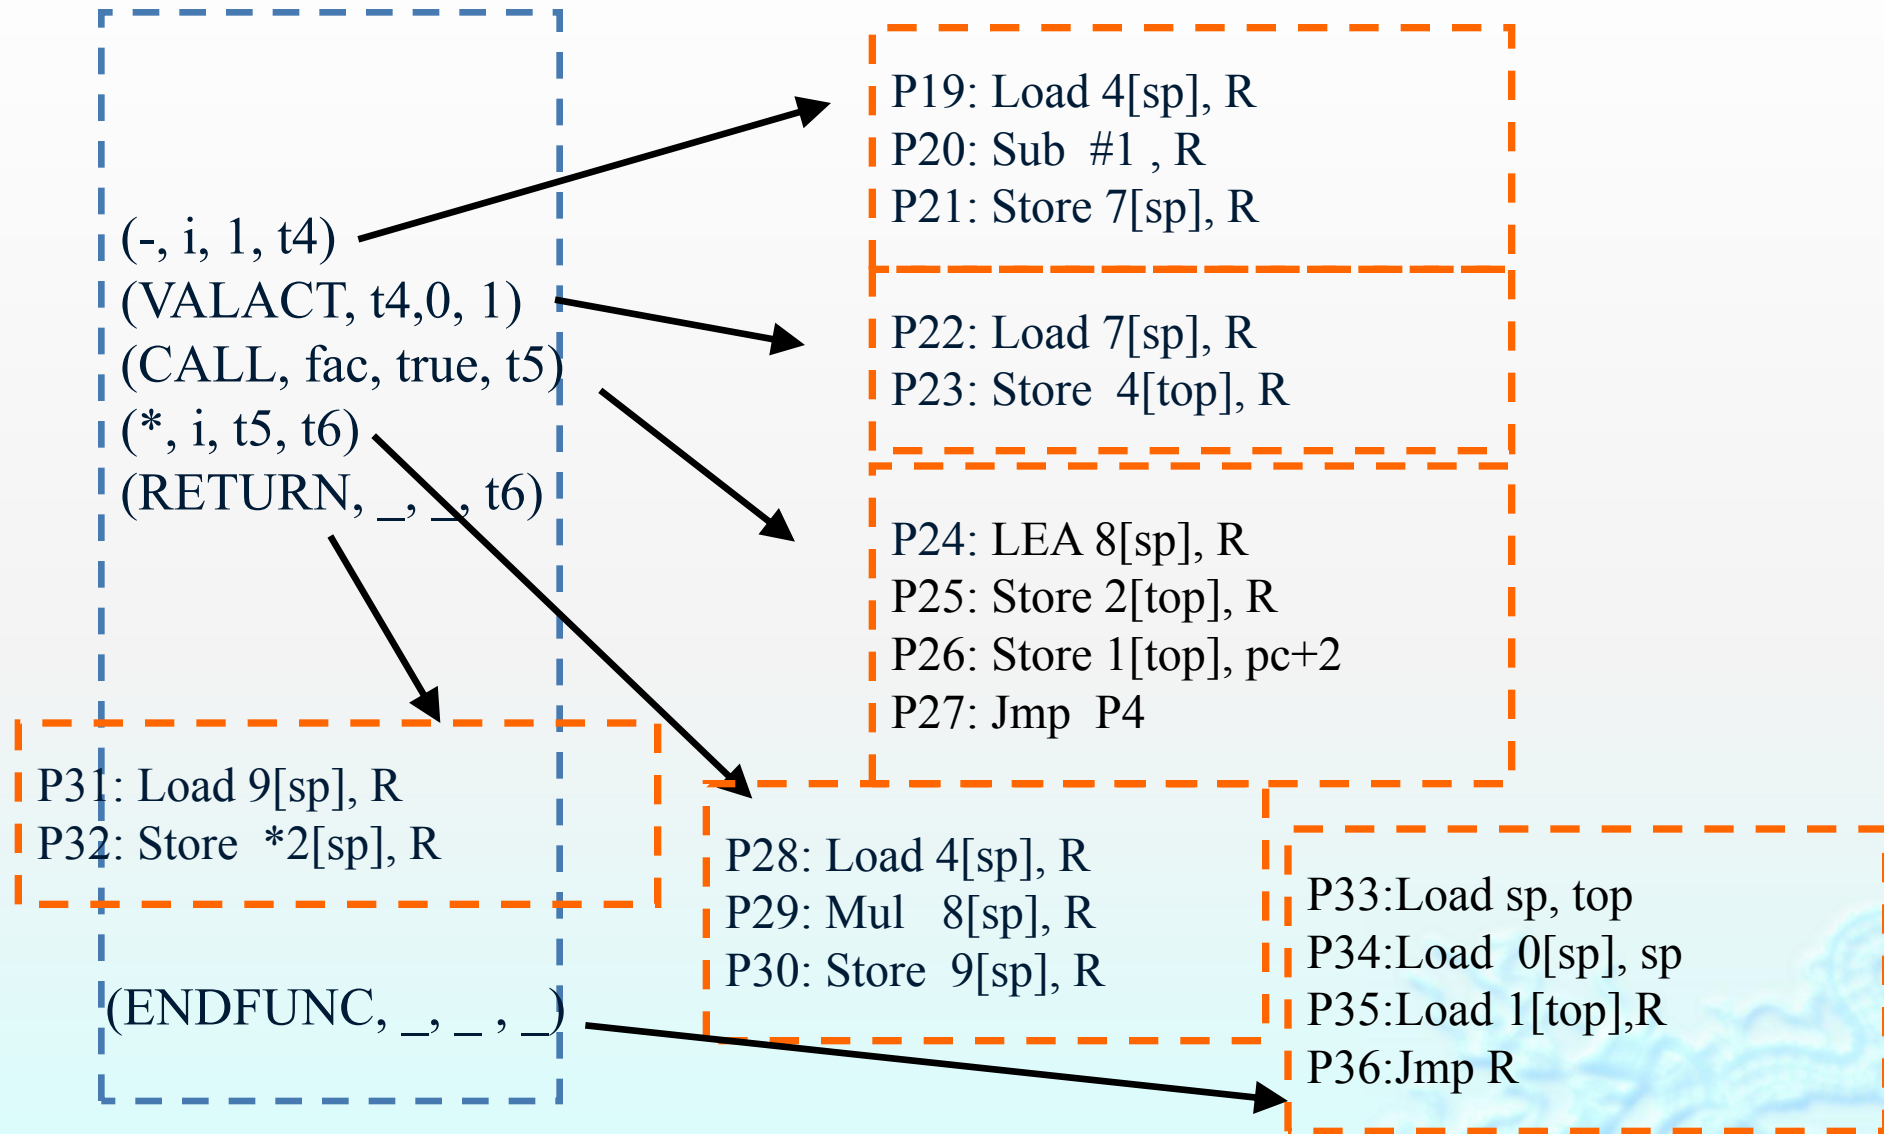 (-, i, 1, t4)
(VALACT, t4,0, 1)
(CALL, fac, true, t5)
(*, i, t5, t6)
(RETURN, _, _, t6)
(ENDFUNC, _, _ , _)
P19: Load 4[sp], R
P20: Sub #1 , R
P21: Store 7[sp], R
P22: Load 7[sp], R
P23: Store 4[top], R
P24: LEA 8[sp], R
P25: Store 2[top], R
P26: Store 1[top], pc+2
P27: Jmp P4
P28: Load 4[sp], R
P29: Mul 8[sp], R
P30: Store 9[sp], R
P31: Load 9[sp], R
P32: Store *2[sp], R
P33:Load sp, top
P34:Load 0[sp], sp
P35:Load 1[top],R
P36:Jmp R